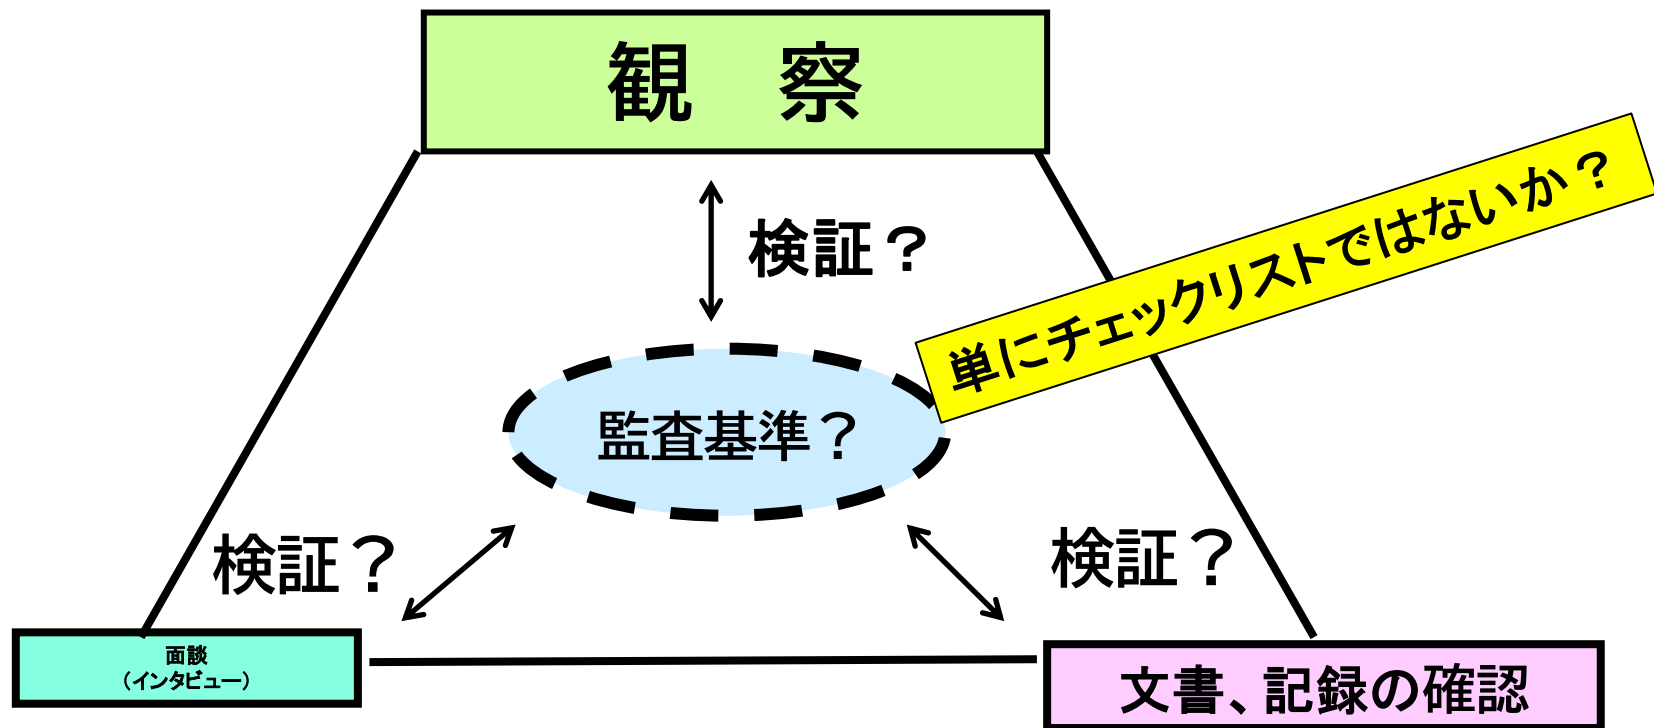 観　察
単にチェックリストではないか？
検証？
監査基準？
検証？
検証？
面談
（インタビュー）
文書、記録の確認